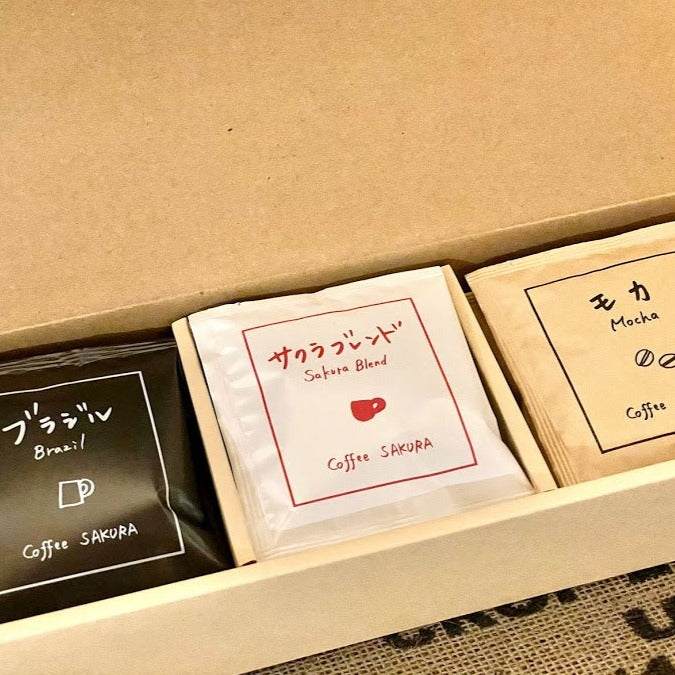 ブラジル
Brazil
Coffee SAKURA
サクラブレンド
Sakura Blend
Coffee SAKURA
モカ
Mocha
Coffee